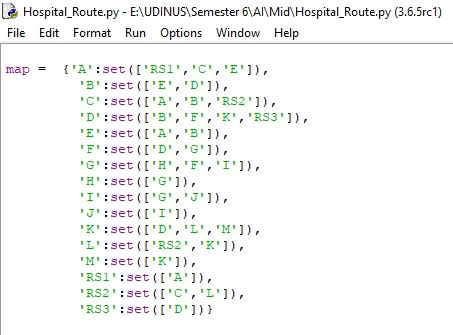 Hospital_Route.py - E:\UDINUS\Semester 6\AI\Mid\Hospital_Route.py (3.6.5rc1)
File Edit Format Run Options Window Help
map = {'A':set(['RS1','C','E']),
'B':set(['E','D']),
'C':set(['A','B','RS2']),
'D':set(['B','F','K','RS3']),
'E':set(['A','B']),
'F':set(['D','G']),
'G':set(['H','F','I']),
'H':set(['G']),
'I':set(['G','J']),
'J':set(['I']),
'K':set(['D','L','M']),
'L':set(['RS2','K']),
'M':set(['K']),
'RS1':set(['A']),
'RS2':set(['C','L']),
'RS3':set(['D'])}